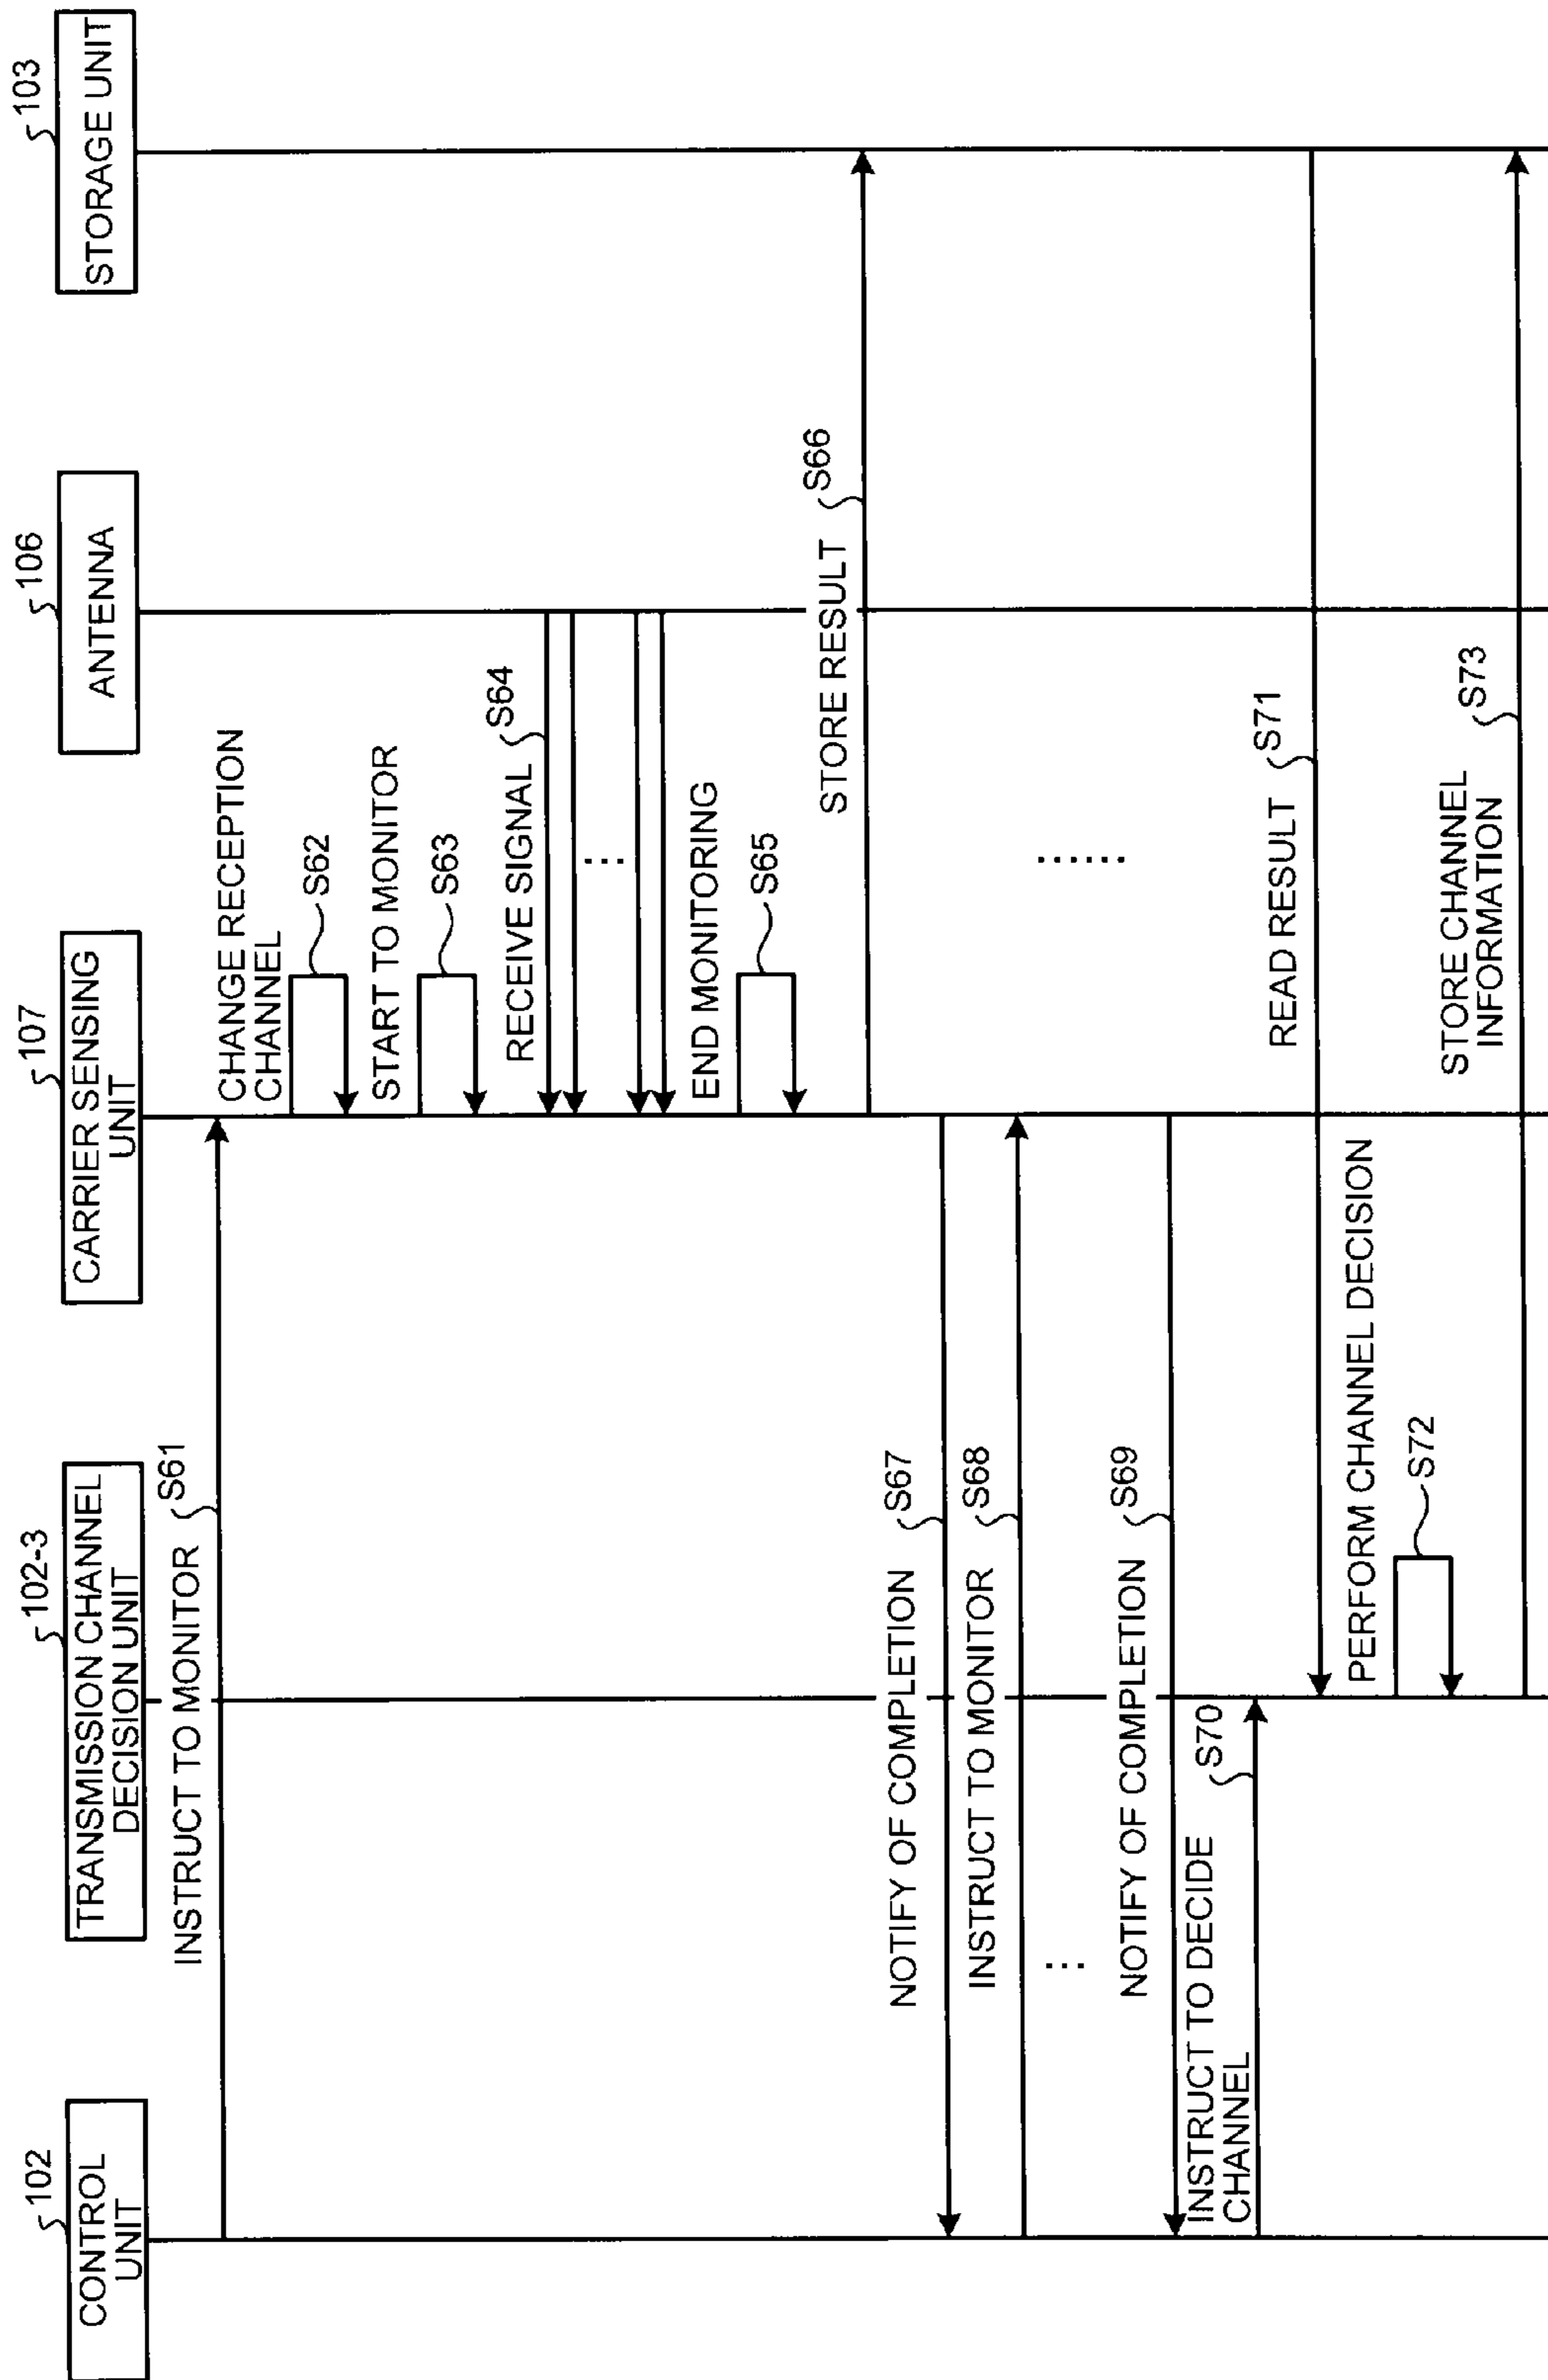 102
CONTROL
UNIT
102-3
TRANSMISSION CHANNEL
DECISION UNIT
107
CARRIER SENSING
UNIT
106
ANTENNA
103
STORAGE UNIT
INSTRUCT TO MONITOR
S61
CHANGE RECEPTION
CHANNEL
S62
START TO MONITOR
S63
RECEIVE SIGNAL
S64
...
END MONITORING
S65
STORE RESULT
S66
NOTIFY OF COMPLETION
S67
INSTRUCT TO MONITOR
S68
...
......
NOTIFY OF COMPLETION
S69
INSTRUCT TO DECIDE
CHANNEL
S70
READ RESULT
S71
PERFORM CHANNEL DECISION
S72
STORE CHANNEL
INFORMATION
S73